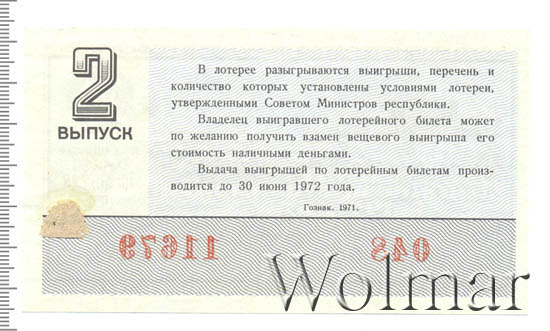 2
ВЫПУСК
В лотерее разыгрываются выигрыши, перечень и
количество которых установлены условиями лотереи,
утвержденными Советом Министров республики.
Владелец выигравшего лотерейного билета может
по желанию получить взамен вещевого выигрыша его
стоимость наличными деньгами.
Выдача выигрышей по лотерейным билетам произ-
водится до 30 июня 1972 года.
Гознак. 1971.
11679 048
Wolmar